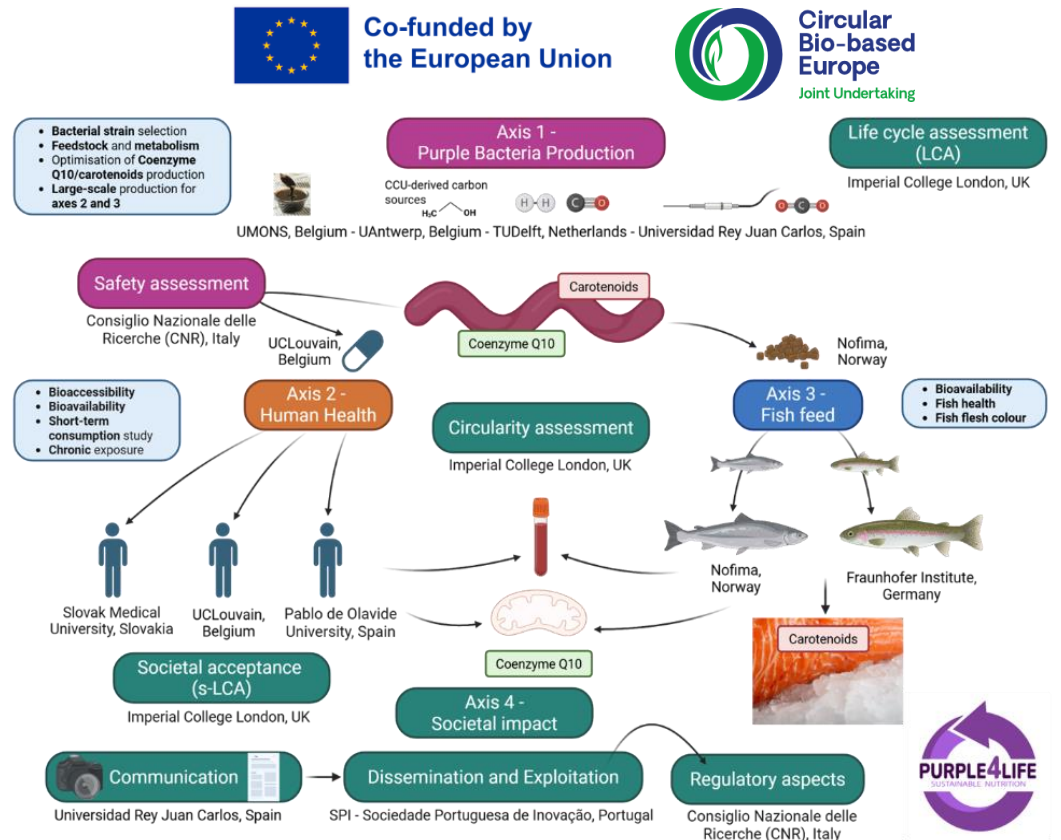 Co-funded by
the European Union
Circular
Bio-based
Europe
Joint Undertaking
• Bacterial strain selection
• Feedstock and metabolism
• Optimisation of Coenzyme
Q10/carotenoids production
• Large-scale production for
axes 2 and 3
Axis 1 -
Purple Bacteria Production
Life cycle assessment
(LCA)
Imperial College London, UK
CCU-derived carbon
sources
H₃C OH
H H
C O
O C O
UMONS, Belgium - UAntwerp, Belgium - TUDelft, Netherlands - Universidad Rey Juan Carlos, Spain
Safety assessment
Consiglio Nazionale delle
Ricerche (CNR), Italy
Carotenoids
Coenzyme Q10
UCLouvain,
Belgium
Nofima,
Norway
• Bioaccessibility
• Bioavailability
• Short-term
consumption study
• Chronic exposure
Axis 2 -
Human Health
Circularity assessment
Imperial College London, UK
Axis 3 -
Fish feed
• Bioavailability
• Fish health
• Fish flesh colour
Slovak Medical
University, Slovakia
UCLouvain,
Belgium
Pablo de Olavide
University, Spain
Nofima,
Norway
Fraunhofer Institute,
Germany
Carotenoids
Coenzyme Q10
Societal acceptance
(s-LCA)
Imperial College London, UK
Axis 4 -
Societal impact
Communication
Universidad Rey Juan Carlos, Spain
Dissemination and Exploitation
SPI - Sociedade Portuguesa de Inovação, Portugal
Regulatory aspects
Consiglio Nazionale delle
Ricerche (CNR), Italy
PURPLE4LIFE
SUSTAINABLE NUTRITION